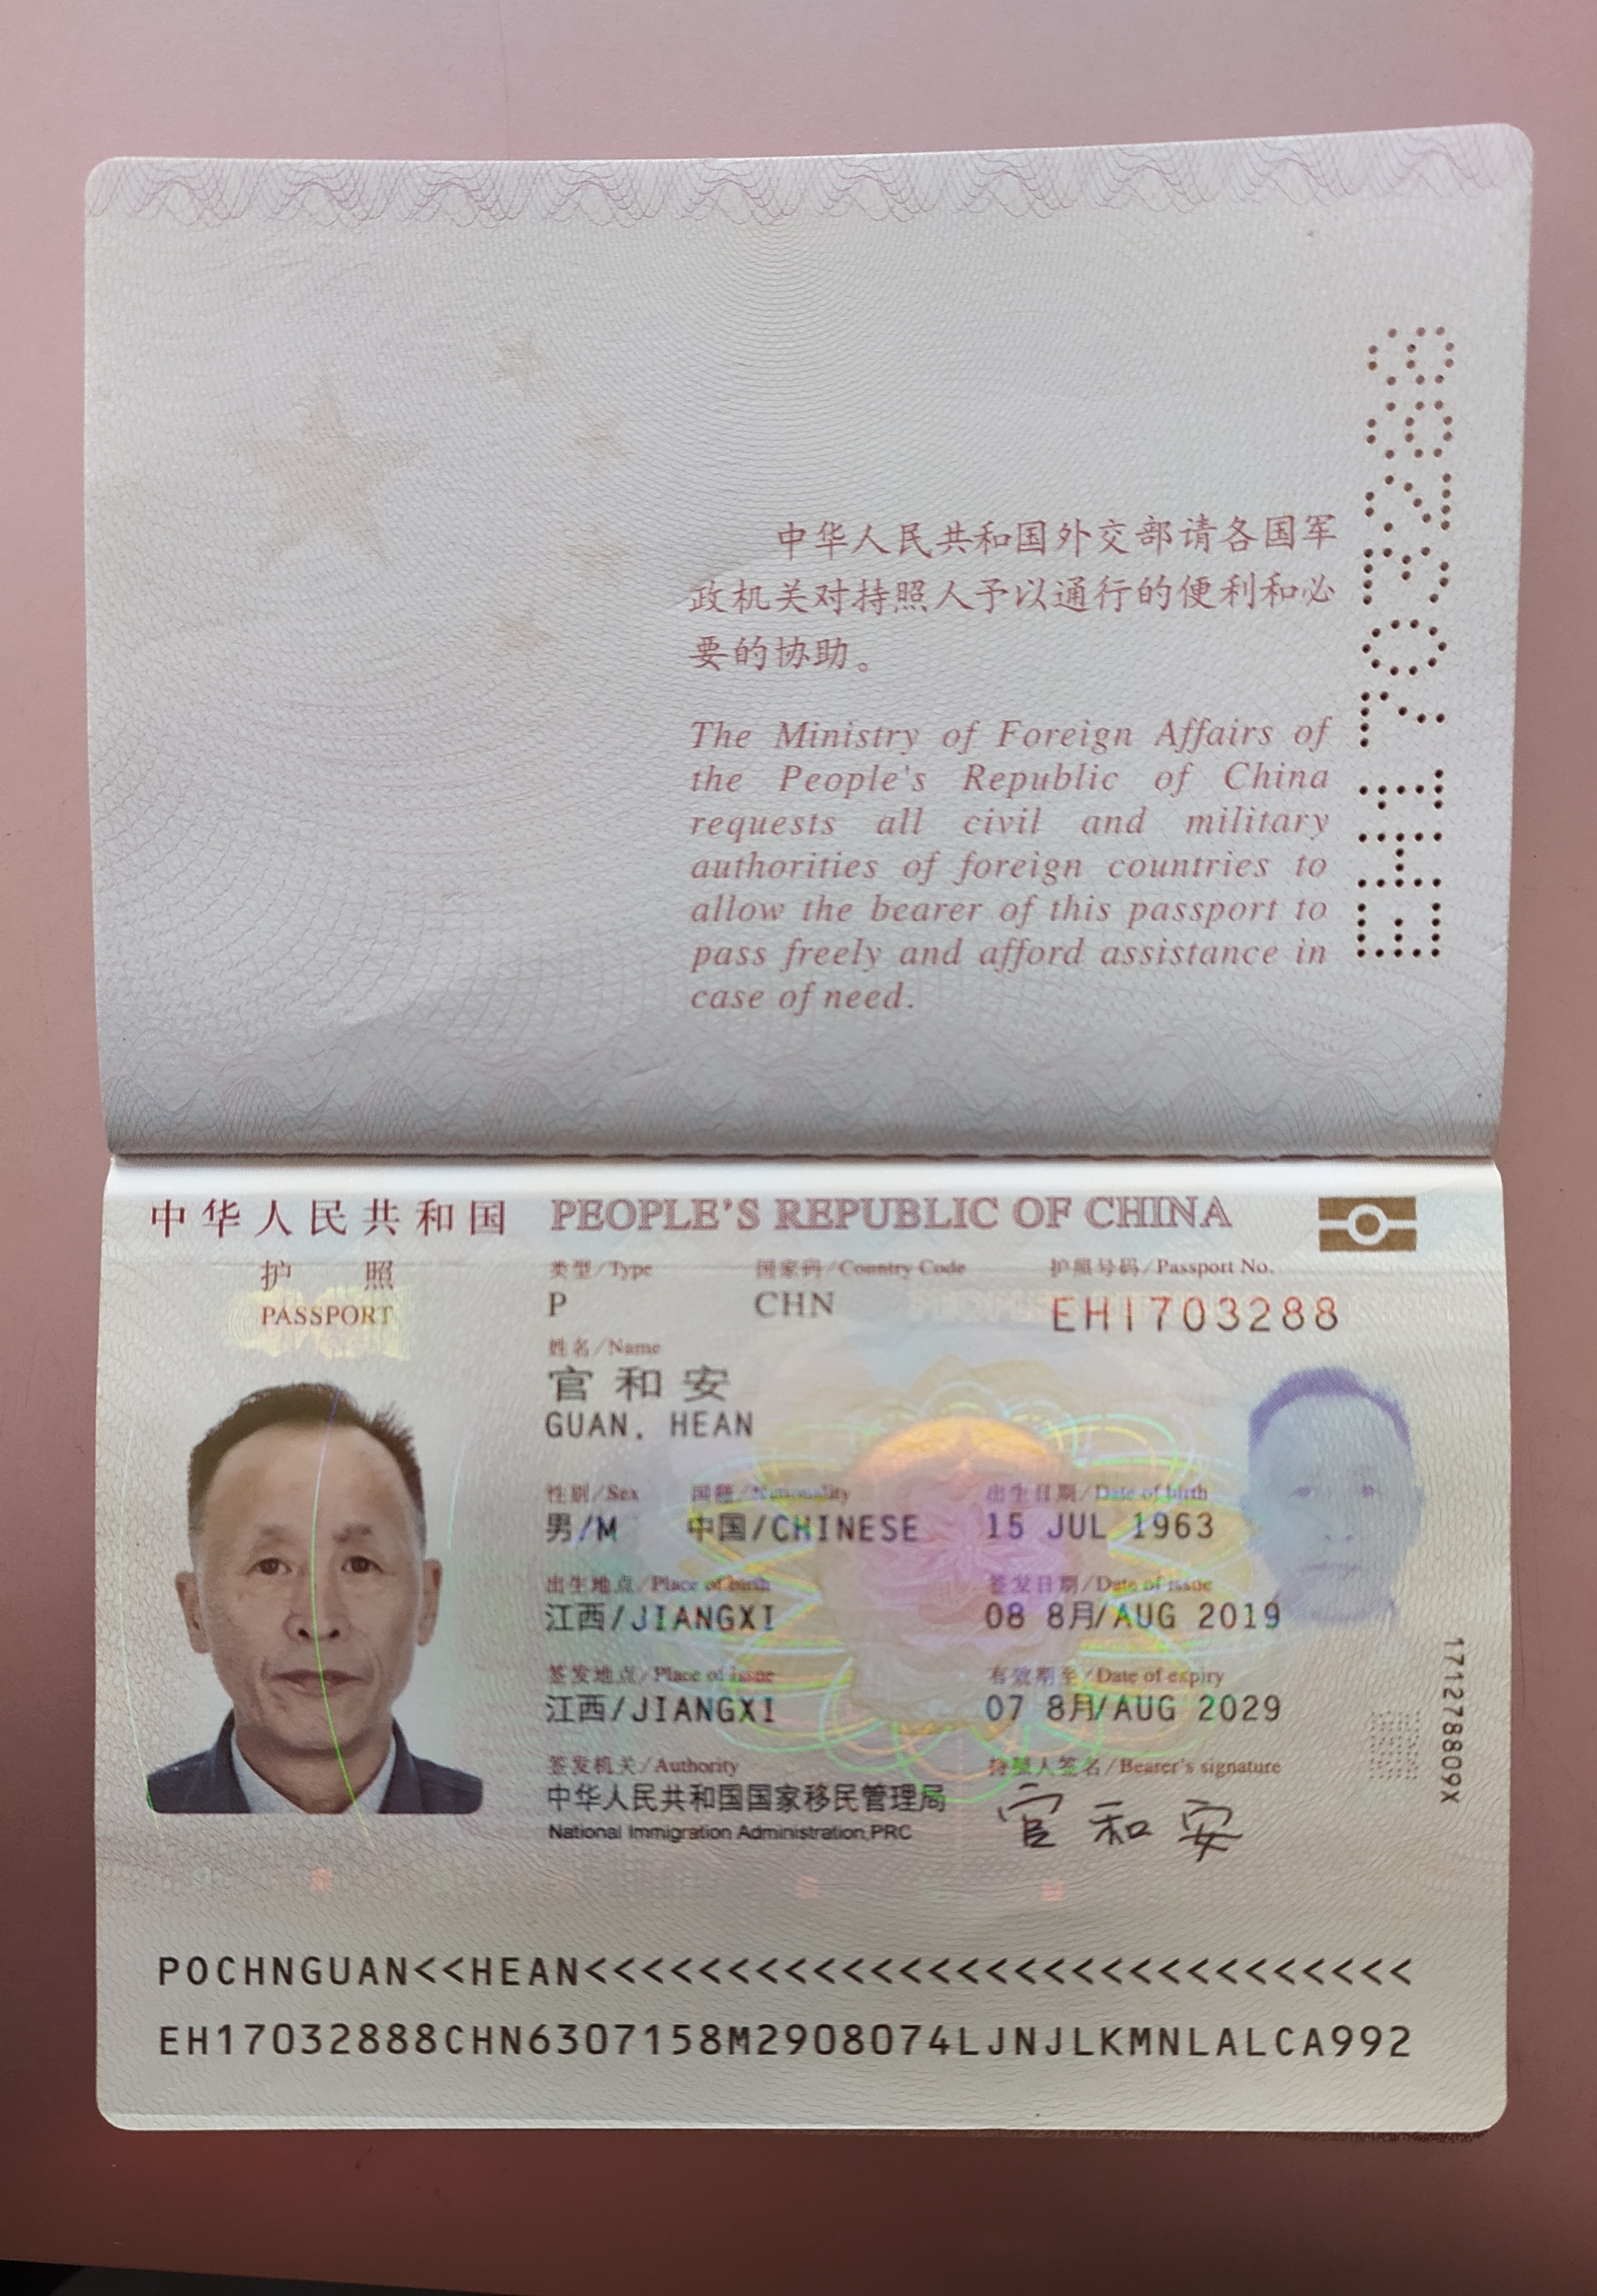 中华人民共和国外交部请各国军
政机关对持照人予以通行的便利和必
要的协助。
The Ministry of Foreign Affairs of
the People's Republic of China
requests all civil and military
authorities of foreign countries to
allow the bearer of this passport to
pass freely and afford assistance in
case of need.
EH1703288
中华人民共和国 PEOPLE'S REPUBLIC OF CHINA
护照
PASSPORT
类型/Type 国家码/Country Code 护照号码/Passport No.
P CHN EH1703288
姓名/Name
官和安
GUAN, HEAN
性别/Sex 国籍/Nationality 出生日期/Date of birth
男/M 中国/CHINESE 15 JUL 1963
出生地点/Place of birth 签发日期/Date of issue
江西/JIANGXI 08 8月/AUG 2019
签发地点/Place of issue 有效期至/Date of expiry
江西/JIANGXI 07 8月/AUG 2029
签发机关/Authority 持照人签名/Bearer's signature
中华人民共和国国家移民管理局 官和安
National Immigration Administration,PRC
171278809X
POCHNGUAN<<HEAN<<<<<<<<<<<<<<<<<<<<<<<<<<<<<
EH17032888CHN6307158M2908074LJNJLKMNLALCA992